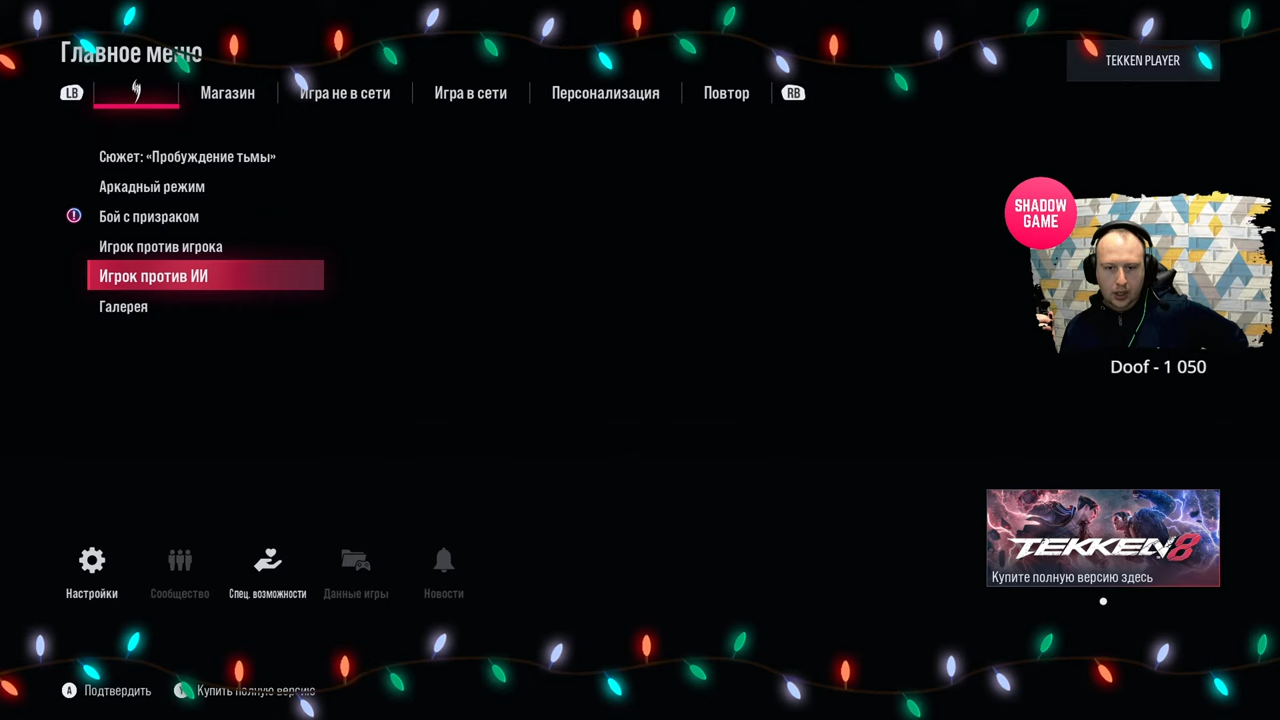 Главное меню
TEKKEN PLAYER
LB
Магазин
Игра не в сети
Игра в сети
Персонализация
Повтор
RB
Сюжет: «Пробуждение тьмы»
Аркадный режим
Бой с призраком
Игрок против игрока
Игрок против ИИ
Галерея
SHADOW
GAME
Doof - 1 050
TEKKEN 8
Купите полную версию здесь
Настройки
Сообщество
Спец. возможности
Данные игры
Новости
A Подтвердить
Купить полную версию